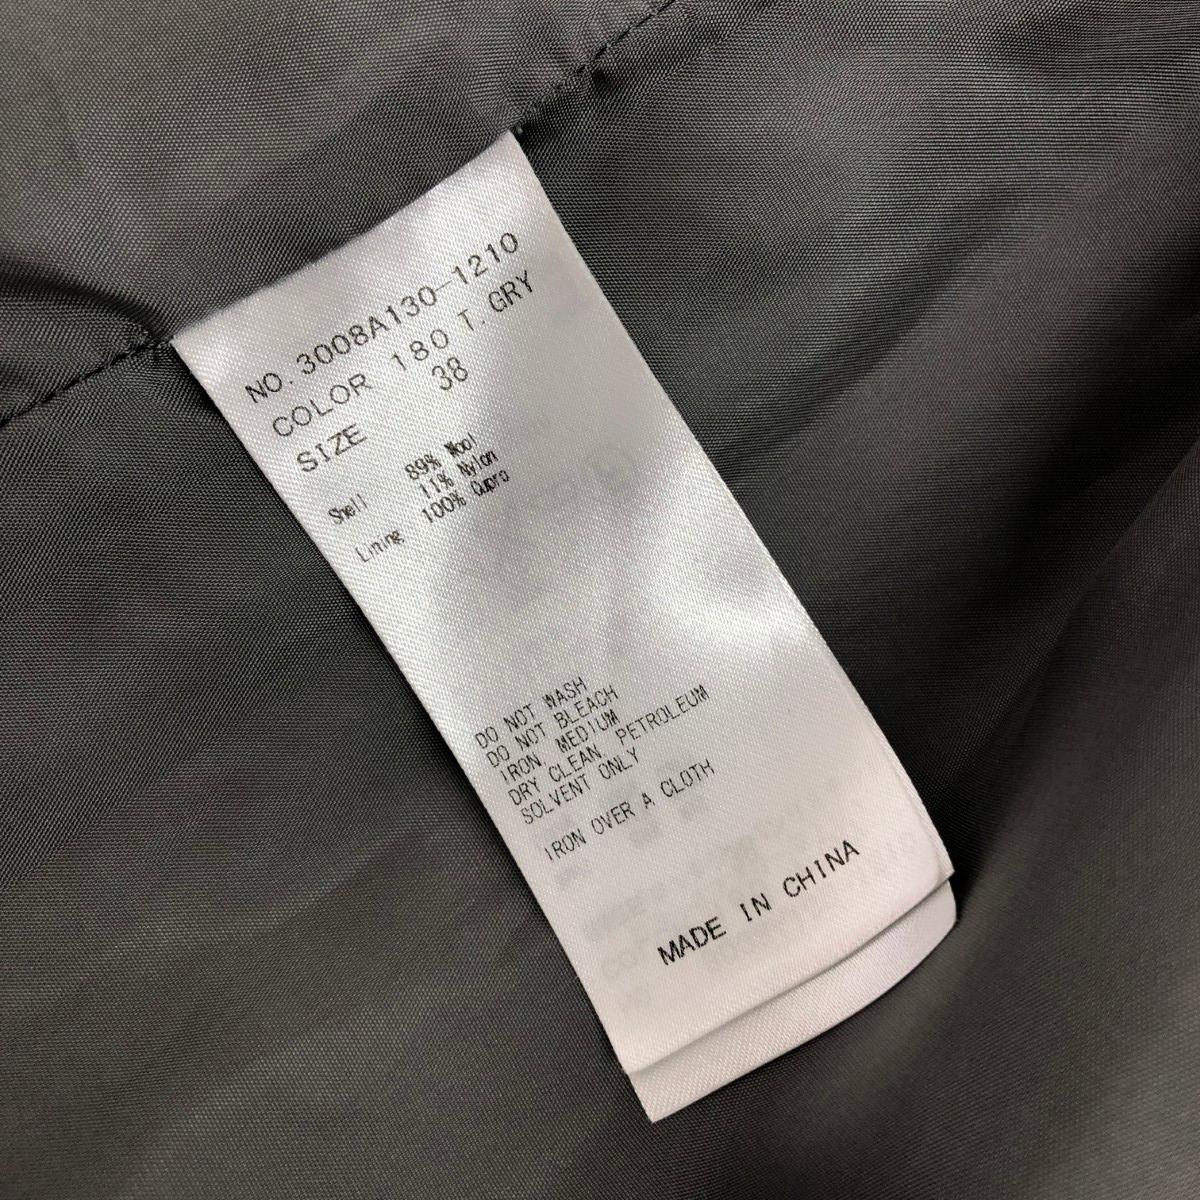 NO. 3008A130-1210
COLOR 180 T. GRY
SIZE 38
Shell 89% Wool
11% Nylon
Lining 100% Cupro
DO NOT WASH
DO NOT BLEACH
IRON, MEDIUM
DRY CLEAN, PETROLEUM
SOLVENT ONLY
IRON OVER A CLOTH
MADE IN CHINA